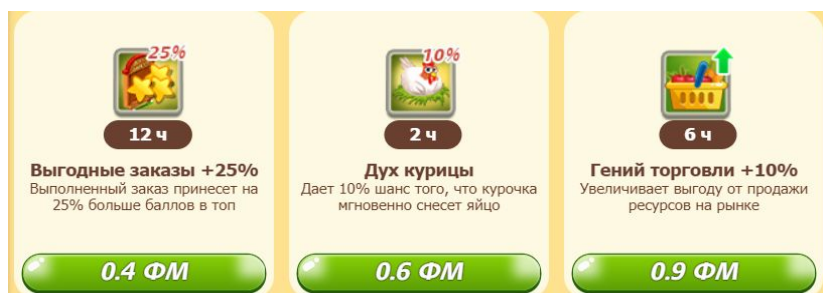 25%
12 ч
Выгодные заказы +25%
Выполненный заказ принесет на
25% больше баллов в топ
0.4 ФМ
10%
2 ч
Дух курицы
Дает 10% шанс того, что курочка
мгновенно снесет яйцо
0.6 ФМ
6 ч
Гений торговли +10%
Увеличивает выгоду от продажи
ресурсов на рынке
0.9 ФМ